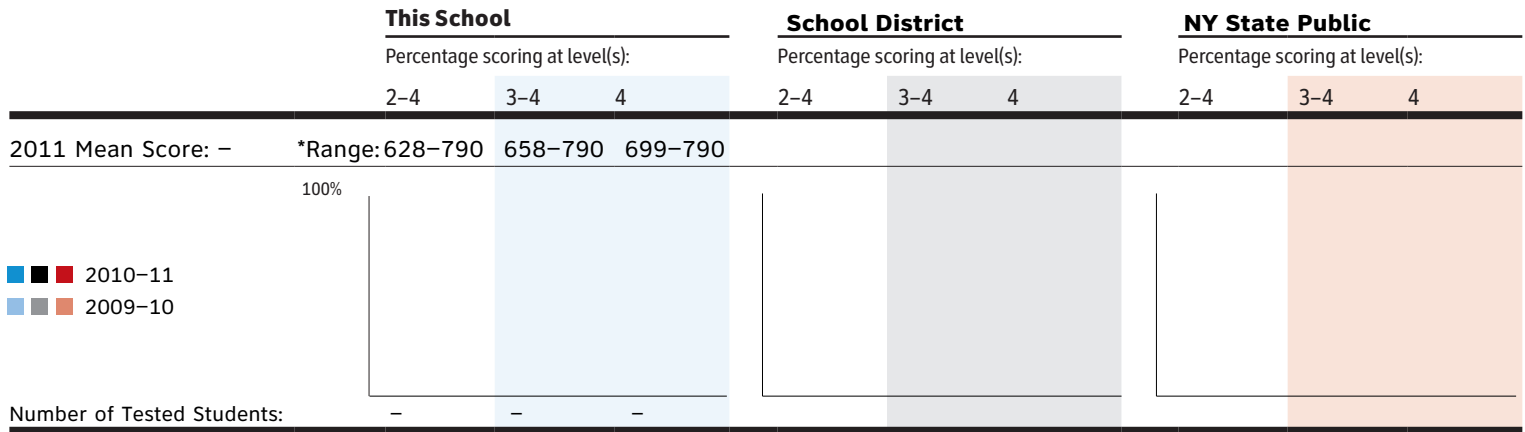 This School School District NY State Public
Percentage scoring at level(s): Percentage scoring at level(s): Percentage scoring at level(s):
2–4 3–4 4 2–4 3–4 4 2–4 3–4 4
2011 Mean Score: – *Range: 628–790 658–790 699–790
100%
2010–11
2009–10
Number of Tested Students: – – –